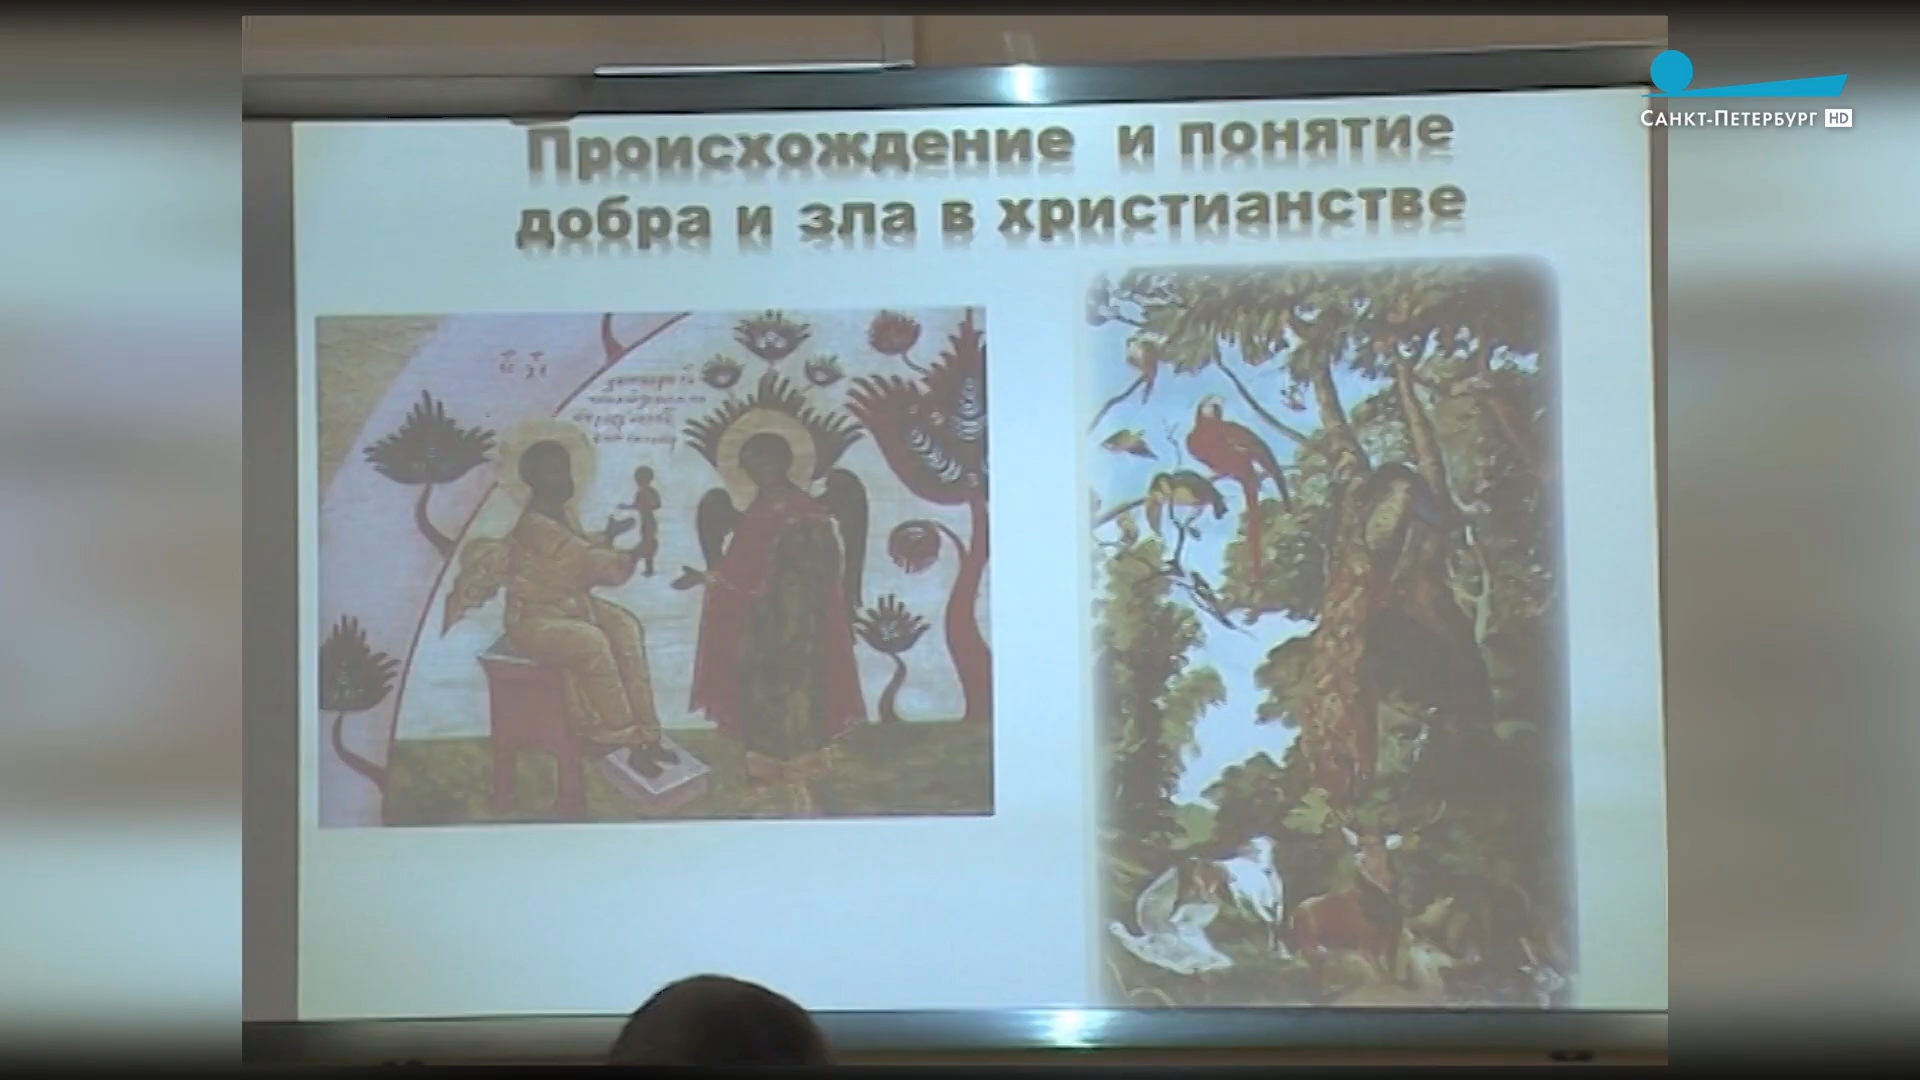 Происхождение и понятие
добра и зла в христианстве
САНКТ-ПЕТЕРБУРГ HD